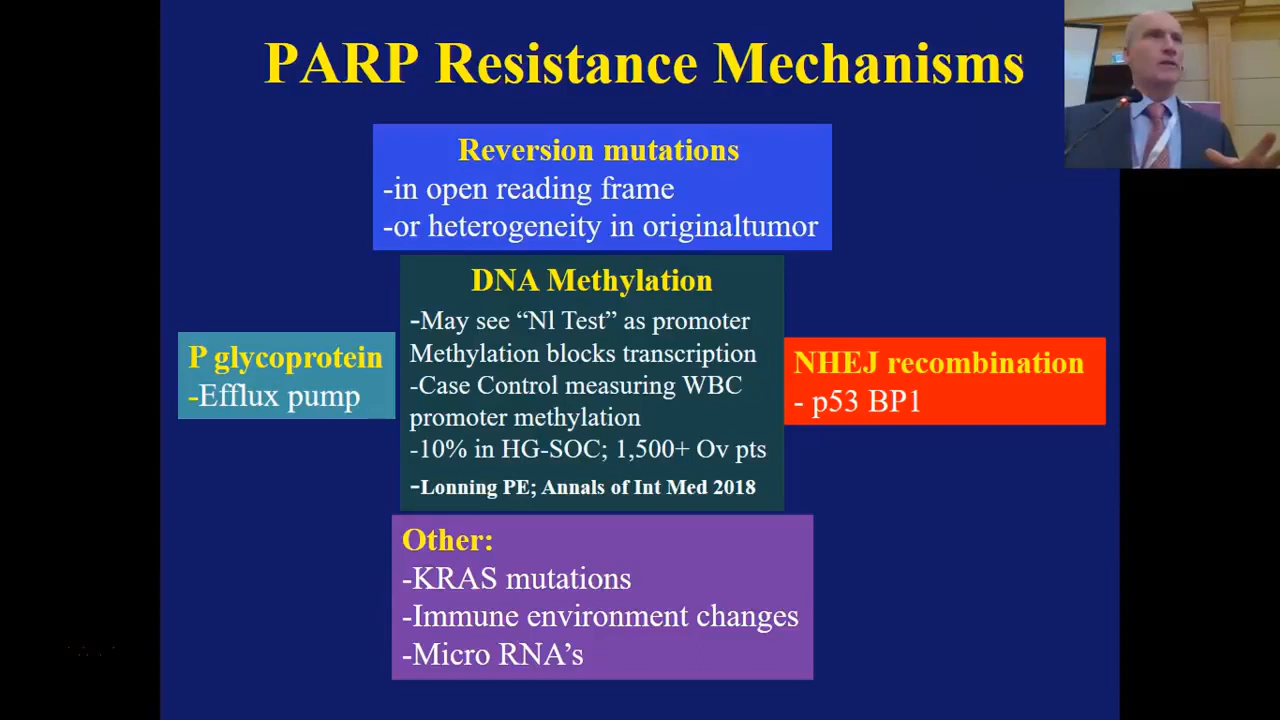 PARP Resistance Mechanisms
Reversion mutations
-in open reading frame
-or heterogeneity in originaltumor
DNA Methylation
-May see “Nl Test” as promoter
Methylation blocks transcription
-Case Control measuring WBC
promoter methylation
-10% in HG-SOC; 1,500+ Ov pts
-Lonning PE; Annals of Int Med 2018
P glycoprotein
-Efflux pump
NHEJ recombination
- p53 BP1
Other:
-KRAS mutations
-Immune environment changes
-Micro RNA’s